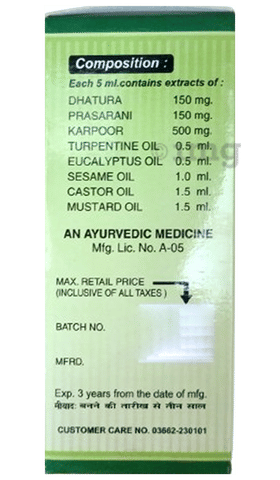 Composition :
Each 5 ml.contains extracts of :
DHATURA 150 mg.
PRASARANI 150 mg.
KARPOOR 500 mg.
TURPENTINE OIL 0.5 ml.
EUCALYPTUS OIL 0.5 ml.
SESAME OIL 1.0 ml.
CASTOR OIL 1.5 ml.
MUSTARD OIL 1.5 ml.
AN AYURVEDIC MEDICINE
Mfg. Lic. No. A-05
MAX. RETAIL PRICE
(INCLUSIVE OF ALL TAXES )
BATCH NO.
MFRD.
Exp. 3 years from the date of mfg.
मीयाद: बनने की तारीख से तीन साल
CUSTOMER CARE NO. 03662-230101